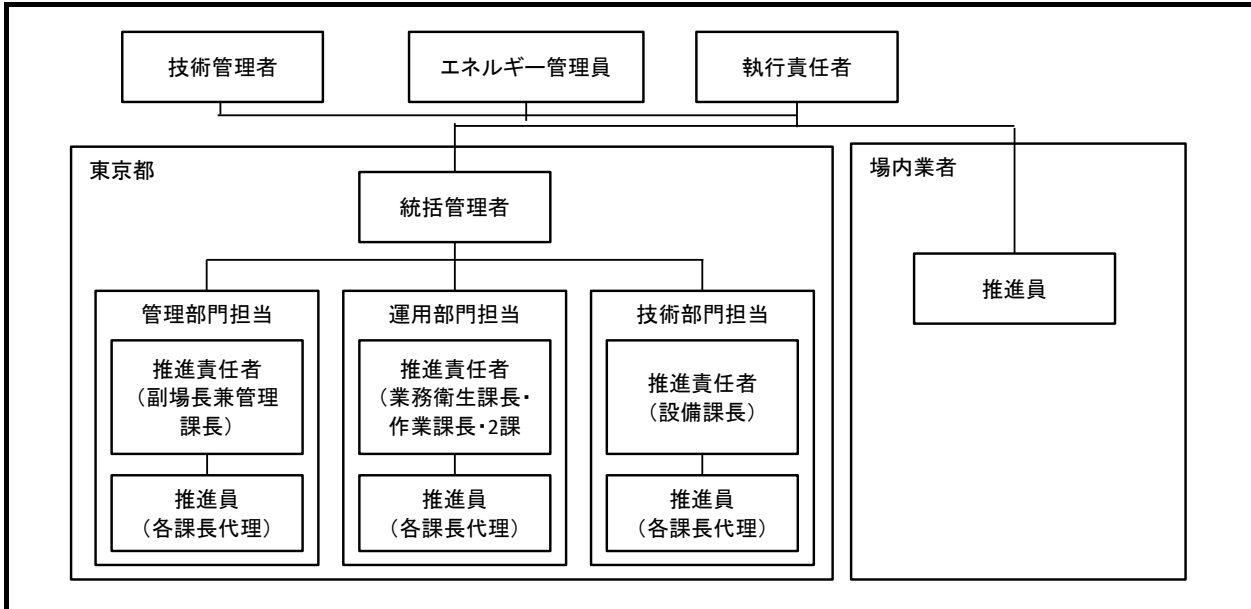 技術管理者
エネルギー管理員
執行責任者
東京都
統括管理者
管理部門担当
推進責任者
（副場長兼管理
課長）
推進員
（各課長代理）
運用部門担当
推進責任者
（業務衛生課長・
作業課長・2課
推進員
（各課長代理）
技術部門担当
推進責任者
（設備課長）
推進員
（各課長代理）
場内業者
推進員